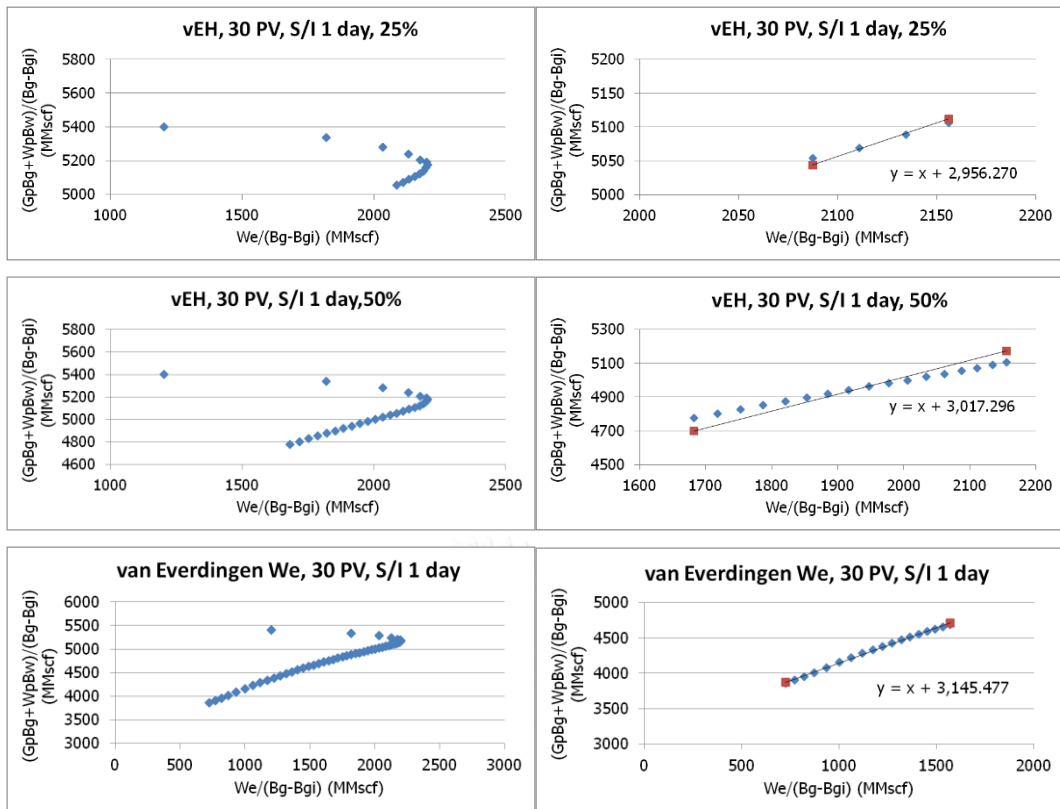 vEH, 30 PV, S/I 1 day, 25%
(GpBg+WpBw)/(Bg-Bgi)
(MMscf)
5800
5600
5400
5200
5000
1000
1500
2000
2500
We/(Bg-Bgi) (MMscf)
vEH, 30 PV, S/I 1 day, 25%
(GpBg+WpBw)/(Bg-Bgi)
(MMscf)
5200
5150
5100
5050
5000
y = x + 2,956.270
2000
2050
2100
2150
2200
We/(Bg-Bgi) (MMscf)
vEH, 30 PV, S/I 1 day,50%
(GpBg+WpBw)/(Bg-Bgi)
(MMscf)
5800
5600
5400
5200
5000
4800
4600
1000
1500
2000
2500
We/(Bg-Bgi) (MMscf)
vEH, 30 PV, S/I 1 day, 50%
(GpBg+WpBw)/(Bg-Bgi)
(MMscf)
5300
5100
4900
4700
4500
y = x + 3,017.296
1600
1700
1800
1900
2000
2100
2200
We/(Bg-Bgi) (MMscf)
van Everdingen We, 30 PV, S/I 1 day
(GpBg+WpBw)/(Bg-Bgi)
(MMscf)
6000
5500
5000
4500
4000
3500
3000
0
500
1000
1500
2000
2500
3000
We/(Bg-Bgi) (MMscf)
van Everdingen We, 30 PV, S/I 1 day
(GpBg+WpBw)/(Bg-Bgi)
(MMscf)
5000
4500
4000
3500
3000
y = x + 3,145.477
0
500
1000
1500
2000
We/(Bg-Bgi) (MMscf)